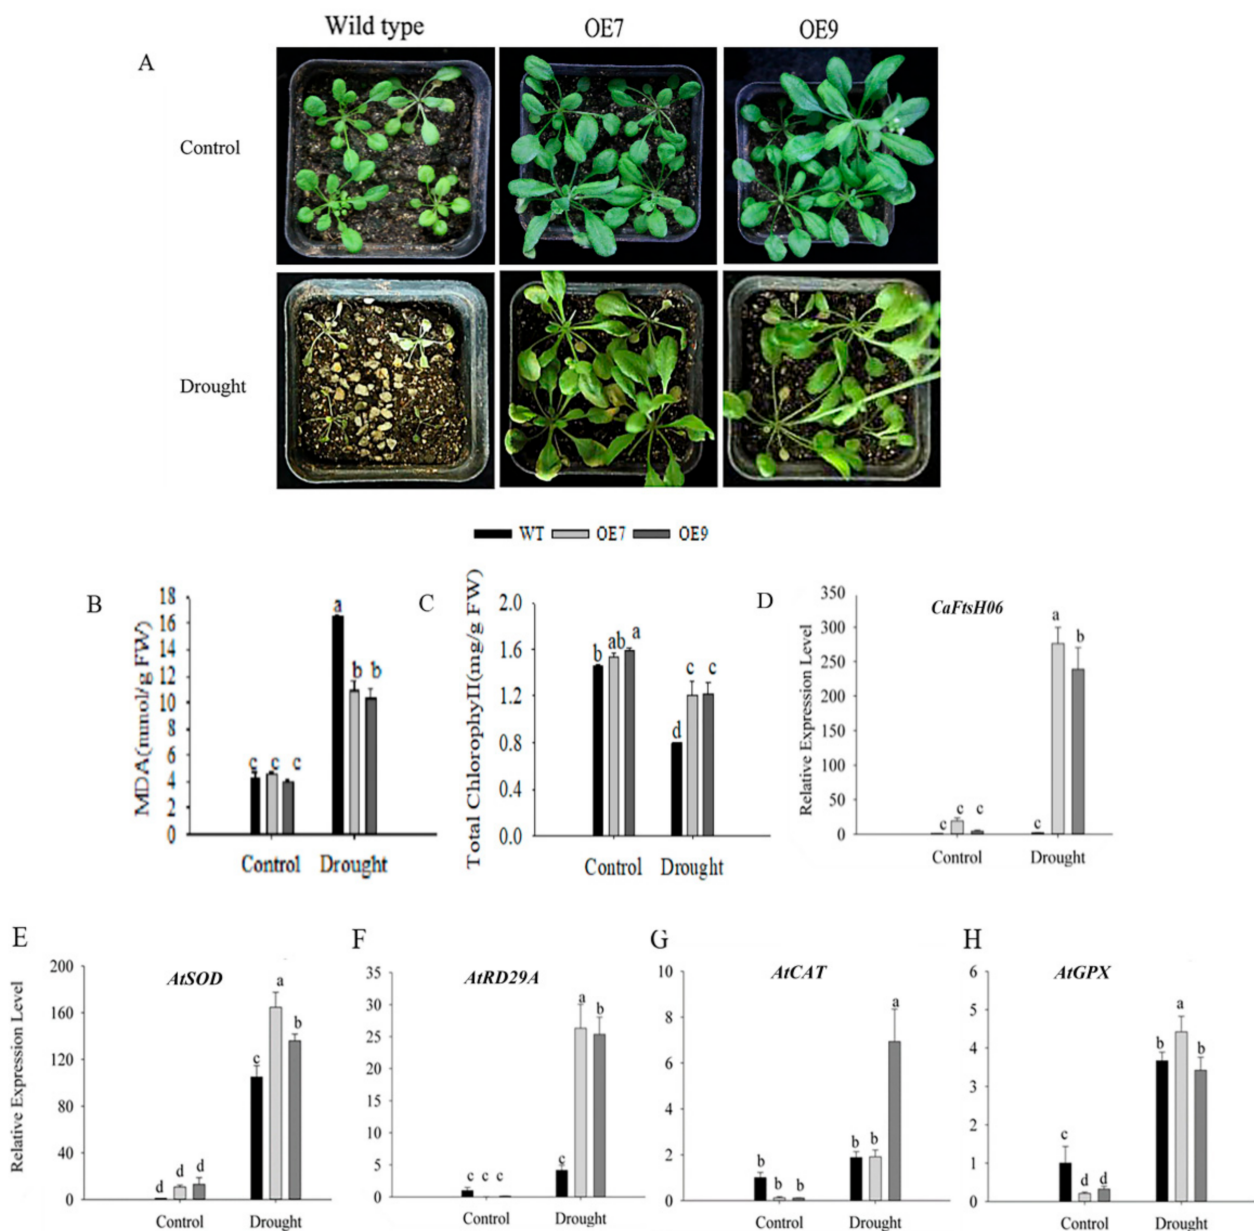 Wild type OE7 OE9
A
Control
Drought
WT OE7 OE9
B
MDA(nmol/g FW)
18
16
14
12
10
8
6
4
2
0
c c c
a b b
Control Drought
C
Total ChlorophyII(mg/g FW)
2.0
1.6
1.2
0.8
0.4
0.0
b ab a
d c c
Control Drought
D
CaFtsH06
Relative Expression Level
350
300
250
200
150
100
50
0
c c c
c a b
Control Drought
E
AtSOD
Relative Expression Level
200
160
120
80
40
0
d d d
c a b
Control Drought
F
AtRD29A
35
30
25
20
15
10
5
0
c c c
c a b
Control Drought
G
AtCAT
10
8
6
4
2
0
b b b
b b a
Control Drought
H
AtGPX
6
5
4
3
2
1
0
c d d
b a b
Control Drought